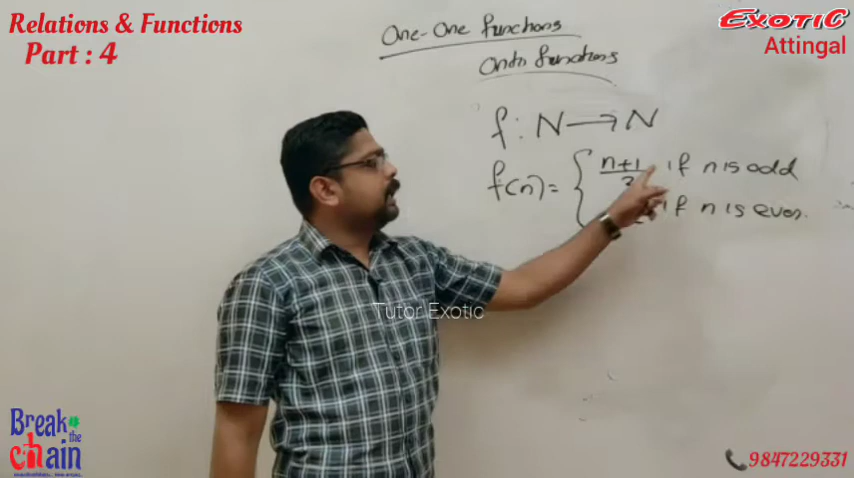 Relations & Functions
Part : 4
EXOTIC
Attingal
One-One functions
Onto functions
f : N → N
f(n) = { n+1/2 if n is odd
if n is even.
Tutor Exotic
Break the chain
9847229331